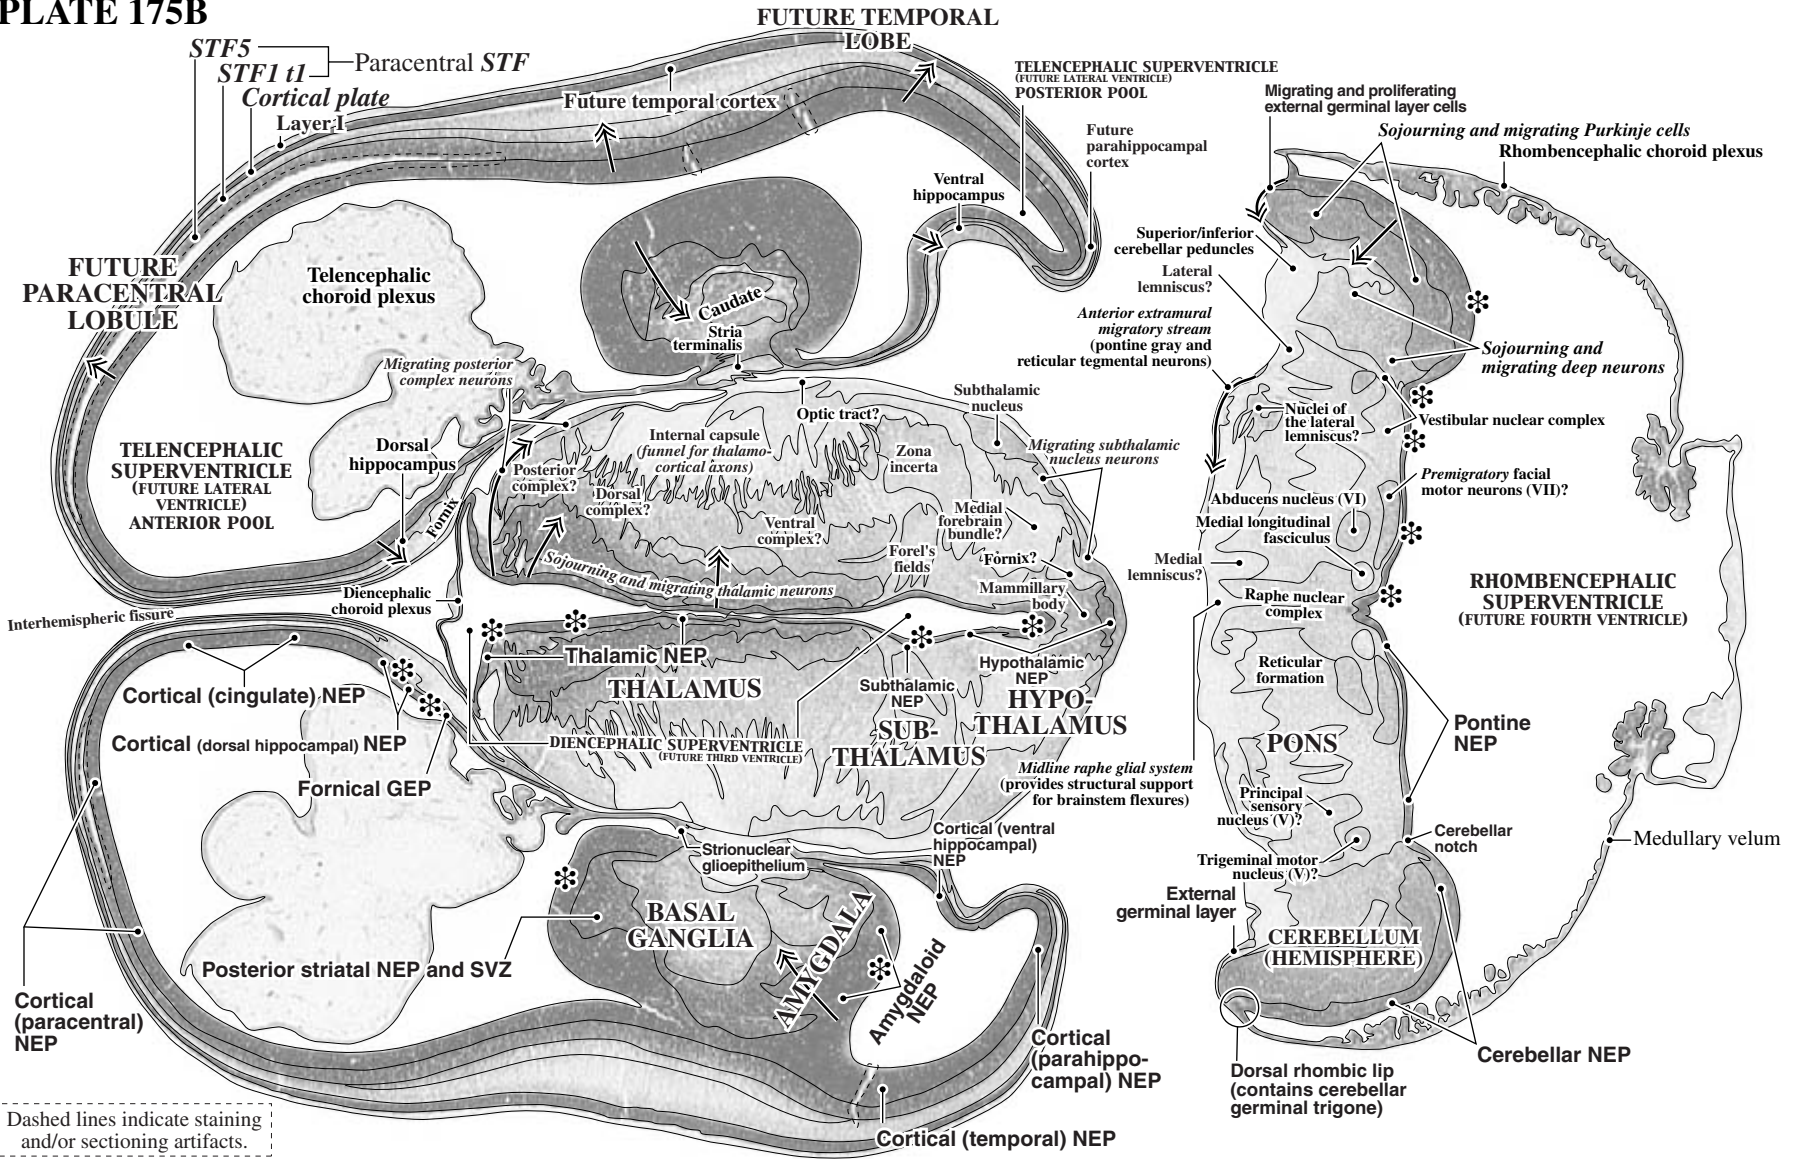 PLATE 175B
STF5
STF1 t1
Paracentral STF
Cortical plate
Layer I
FUTURE TEMPORAL
LOBE
Future temporal cortex
TELENCEPHALIC SUPERVENTRICLE
(FUTURE LATERAL VENTRICLE)
POSTERIOR POOL
Future
parahippocampal
cortex
Ventral
hippocampus
FUTURE
PARACENTRAL
LOBULE
Telencephalic
choroid plexus
Caudate
Stria
terminalis
Migrating posterior
complex neurons
Optic tract?
Subthalamic
nucleus
Migrating subthalamic
nucleus neurons
TELENCEPHALIC
SUPERVENTRICLE
(FUTURE LATERAL
VENTRICLE)
ANTERIOR POOL
Dorsal
hippocampus
Fornix
Posterior
complex?
Internal capsule
(funnel for thalamo-
cortical axons)
Zona
incerta
Dorsal
complex?
Ventral
complex?
Medial
forebrain
bundle?
Forel's
fields
Fornix?
Mammillary
body
Sojourning and migrating thalamic neurons
Diencephalic
choroid plexus
Interhemispheric fissure
Thalamic NEP
THALAMUS
Subthalamic
NEP
Hypothalamic
NEP
HYPO-
THALAMUS
SUB-
THALAMUS
DIENCEPHALIC SUPERVENTRICLE
(FUTURE THIRD VENTRICLE)
Cortical (cingulate) NEP
Cortical (dorsal hippocampal) NEP
Fornical GEP
Strionuclear
glioepithelium
Cortical (ventral
hippocampal)
NEP
BASAL
GANGLIA
AMYGDALA
Amygdaloid
NEP
Posterior striatal NEP and SVZ
Cortical
(paracentral)
NEP
Cortical
(parahippo-
campal) NEP
Cortical (temporal) NEP
Dashed lines indicate staining
and/or sectioning artifacts.
Migrating and proliferating
external germinal layer cells
Sojourning and migrating Purkinje cells
Rhombencephalic choroid plexus
Superior/inferior
cerebellar peduncles
Lateral
lemniscus?
Anterior extramural
migratory stream
(pontine gray and
reticular tegmental neurons)
Sojourning and
migrating deep neurons
Nuclei of
the lateral
lemniscus?
Vestibular nuclear complex
Premigratory facial
motor neurons (VII)?
Abducens nucleus (VI)
Medial longitudinal
fasciculus
Medial
lemniscus?
Raphe nuclear
complex
RHOMBENCEPHALIC
SUPERVENTRICLE
(FUTURE FOURTH VENTRICLE)
Reticular
formation
Pontine
NEP
PONS
Midline raphe glial system
(provides structural support
for brainstem flexures)
Principal
sensory
nucleus (V)?
Cerebellar
notch
Medullary velum
Trigeminal motor
nucleus (V)?
External
germinal layer
CEREBELLUM
(HEMISPHERE)
Cerebellar NEP
Dorsal rhombic lip
(contains cerebellar
germinal trigone)